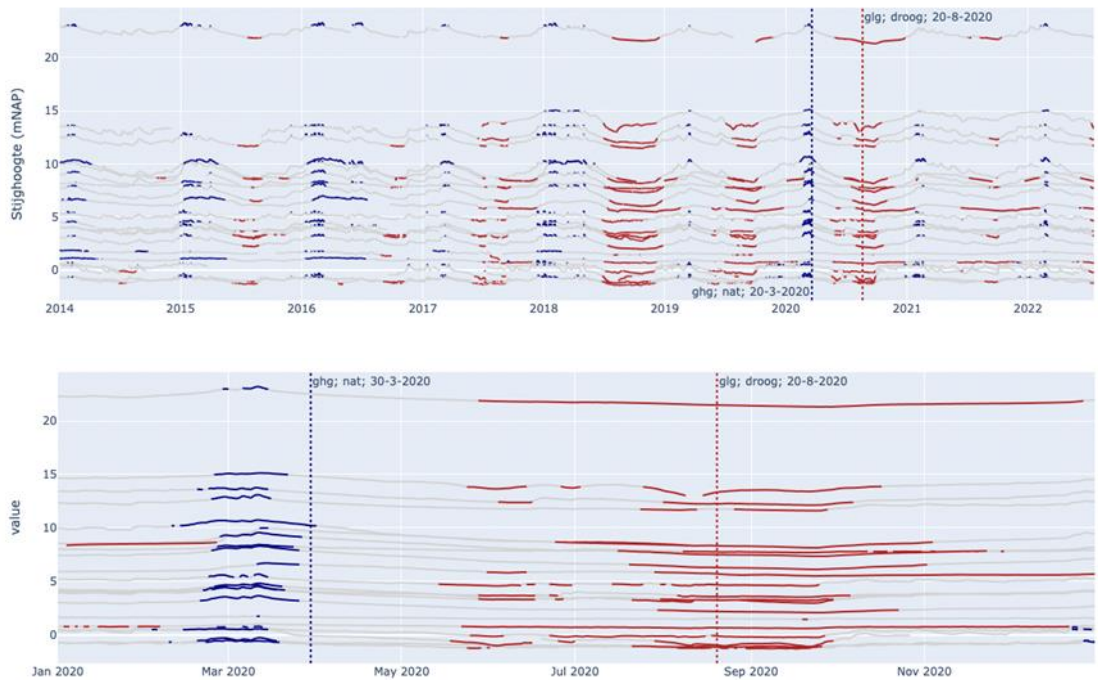 glg; droog; 20-8-2020
20
15
10
5
0
Stijghoogte (mNAP)
ghg; nat; 20-3-2020
2014 2015 2016 2017 2018 2019 2020 2021 2022
ghg; nat; 30-3-2020 glg; droog; 20-8-2020
20
15
10
5
0
value
Jan 2020 Mar 2020 May 2020 Jul 2020 Sep 2020 Nov 2020